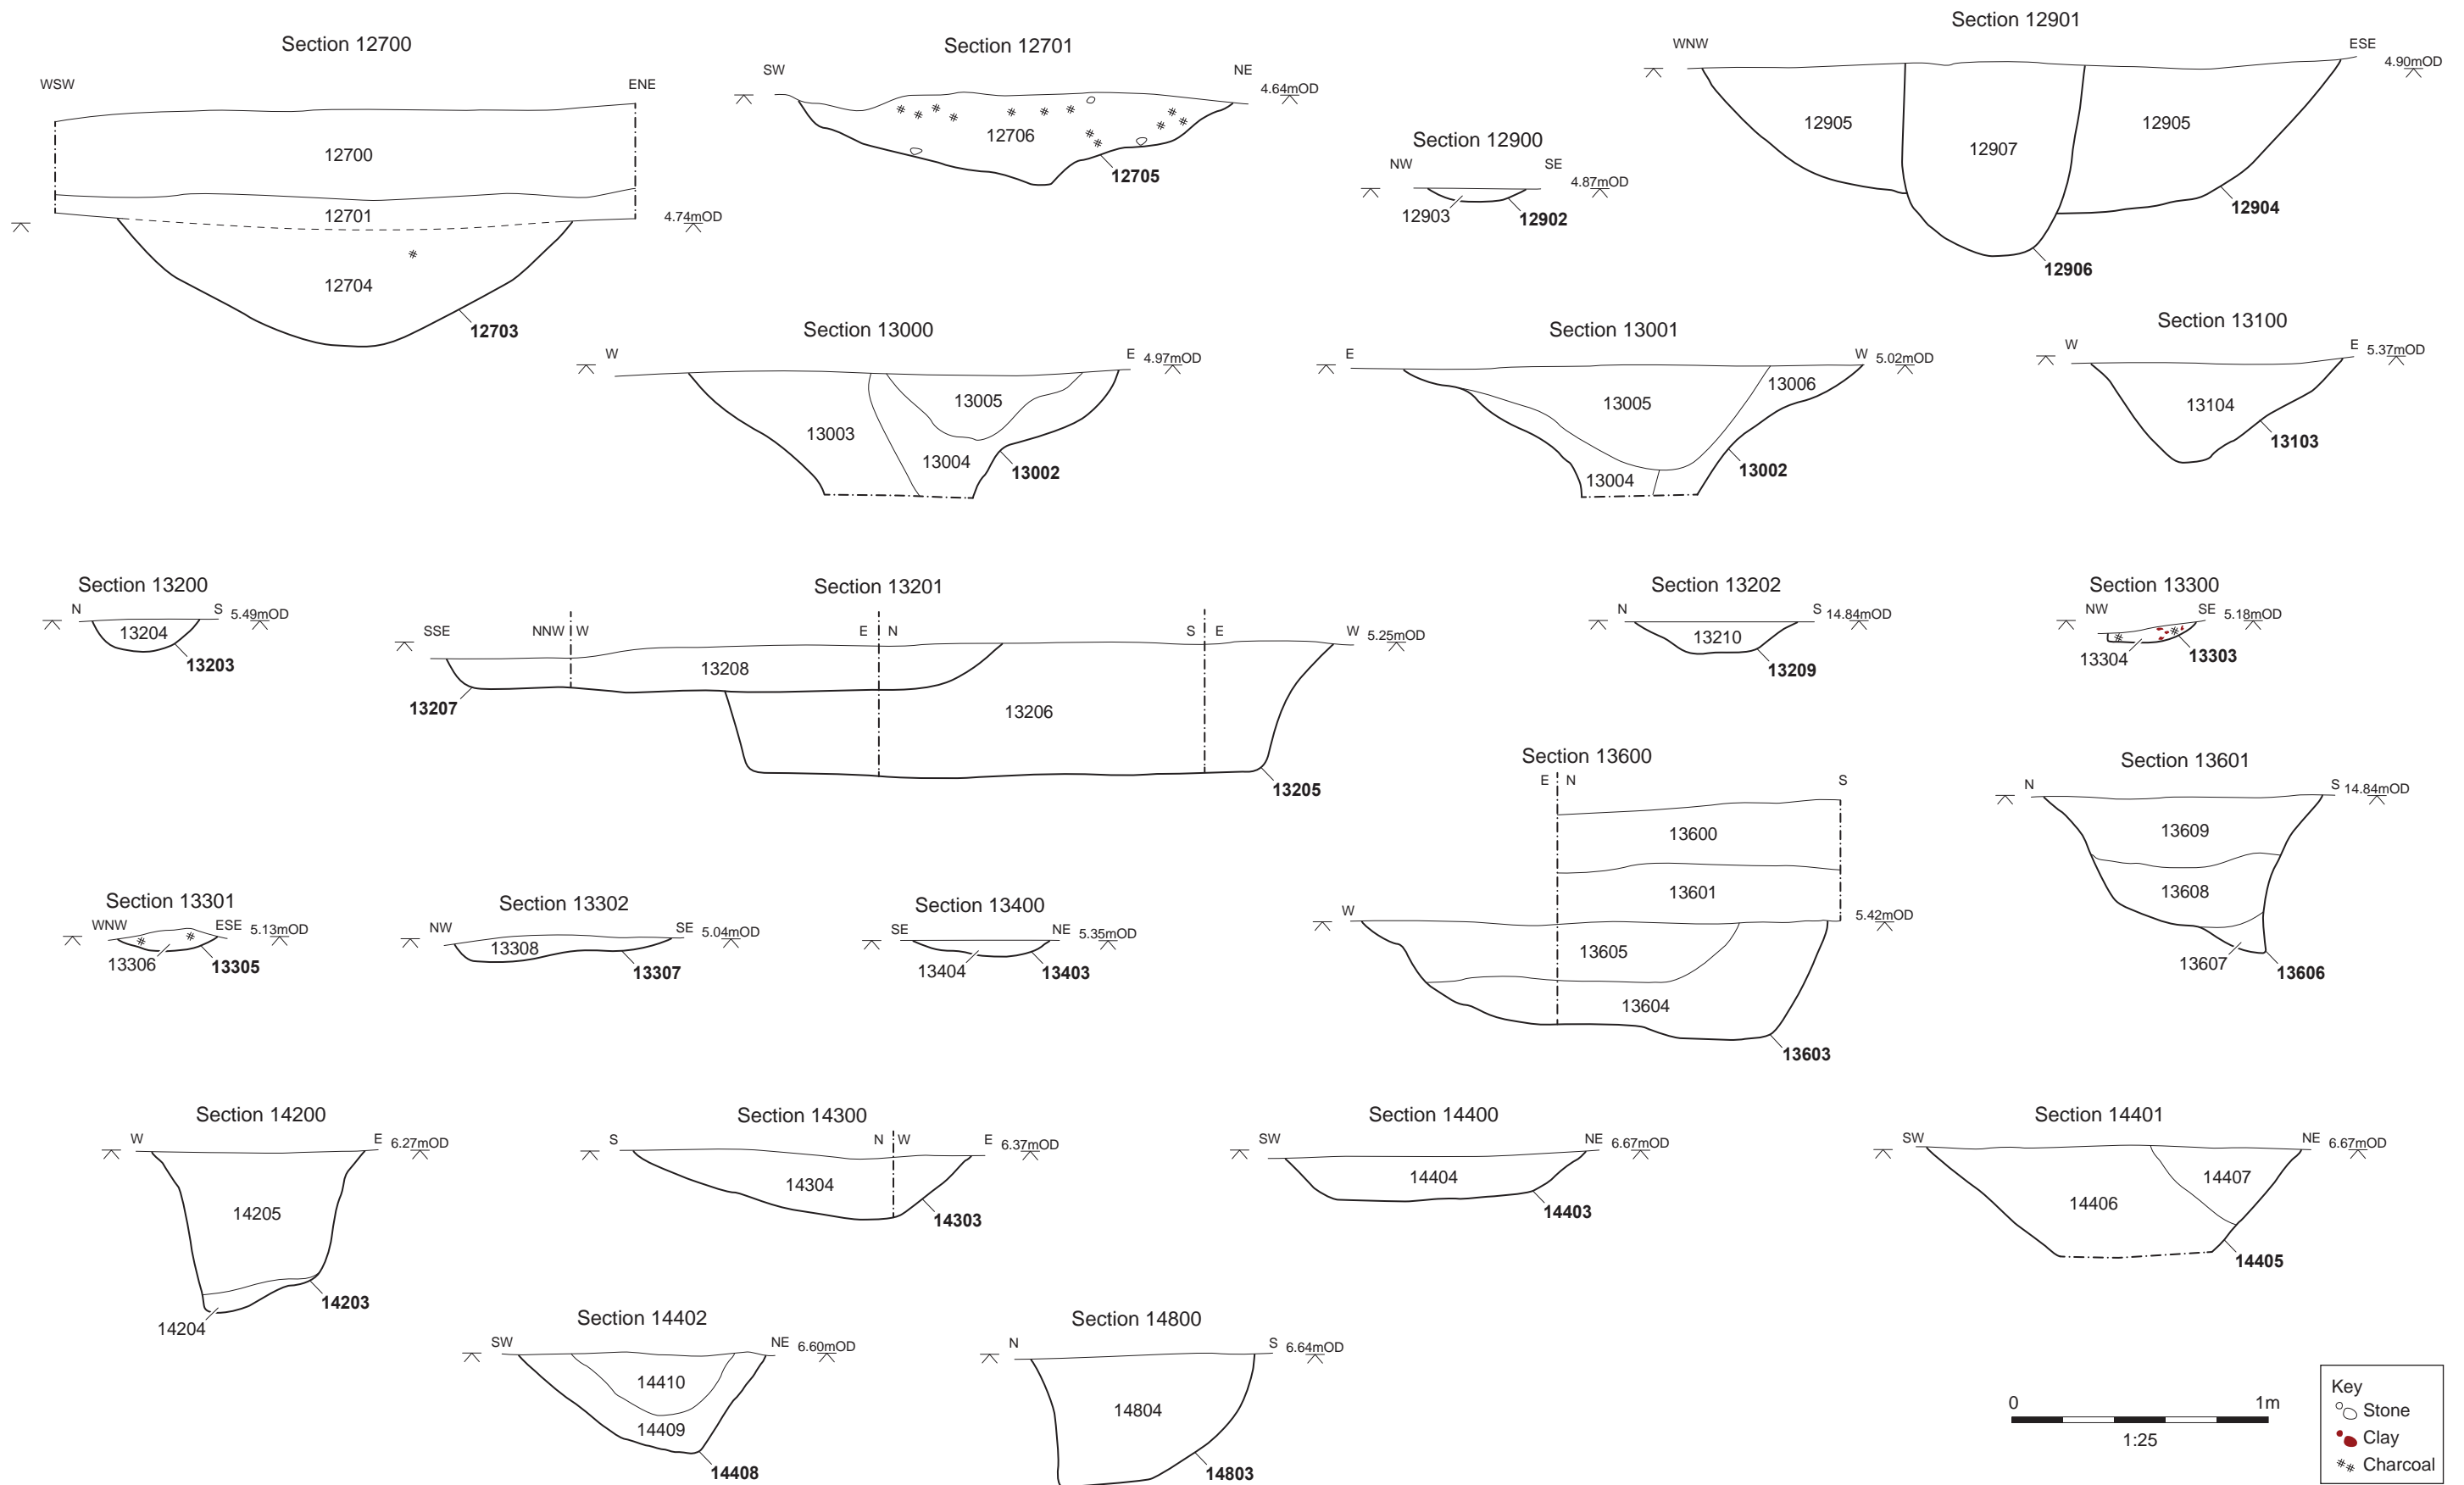 Section 12700
WSW
ENE
12700
12701
4.74mOD
12704
12703
Section 12701
SW
NE
4.64mOD
12706
12705
Section 12900
NW
SE
4.87mOD
12903
12902
Section 12901
WNW
ESE
4.90mOD
12905
12907
12905
12904
12906
Section 13000
W
E
4.97mOD
13005
13003
13004
13002
Section 13001
E
W
5.02mOD
13006
13005
13004
13002
Section 13100
W
E
5.37mOD
13104
13103
Section 13200
N
S
5.49mOD
13204
13203
Section 13201
SSE
NNW
W
E
N
S
E
W
5.25mOD
13208
13207
13206
13205
Section 13202
N
S
14.84mOD
13210
13209
Section 13300
NW
SE
5.18mOD
13304
13303
Section 13301
WNW
ESE
5.13mOD
13306
13305
Section 13302
NW
SE
5.04mOD
13308
13307
Section 13400
SE
NE
5.35mOD
13404
13403
Section 13600
E
N
S
13600
13601
W
5.42mOD
13605
13604
13603
Section 13601
N
S
14.84mOD
13609
13608
13607
13606
Section 14200
W
E
6.27mOD
14205
14203
14204
Section 14300
S
N
W
E
6.37mOD
14304
14303
Section 14400
SW
NE
6.67mOD
14404
14403
Section 14401
SW
NE
6.67mOD
14407
14406
14405
Section 14402
SW
NE
6.60mOD
14410
14409
14408
Section 14800
N
S
6.64mOD
14804
14803
0
1m
1:25
Key
Stone
Clay
Charcoal